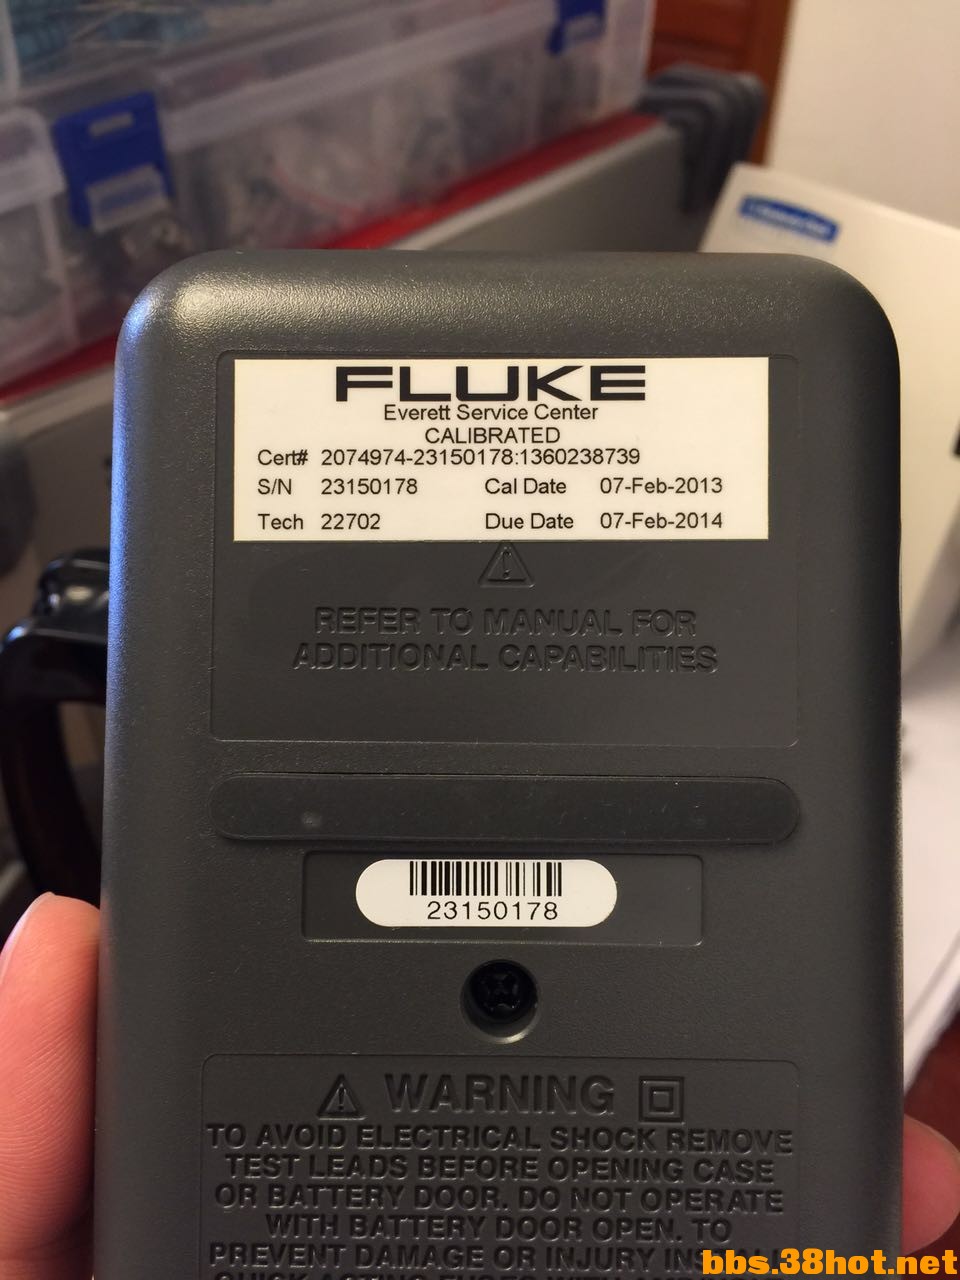 FLUKE
Everett Service Center
CALIBRATED
Cert# 2074974-23150178:1360238739
S/N 23150178 Cal Date 07-Feb-2013
Tech 22702 Due Date 07-Feb-2014
REFER TO MANUAL FOR
ADDITIONAL CAPABILITIES
23150178
WARNING
TO AVOID ELECTRICAL SHOCK REMOVE
TEST LEADS BEFORE OPENING CASE
OR BATTERY DOOR. DO NOT OPERATE
WITH BATTERY DOOR OPEN. TO
PREVENT DAMAGE OR INJURY
bbs.38hot.net